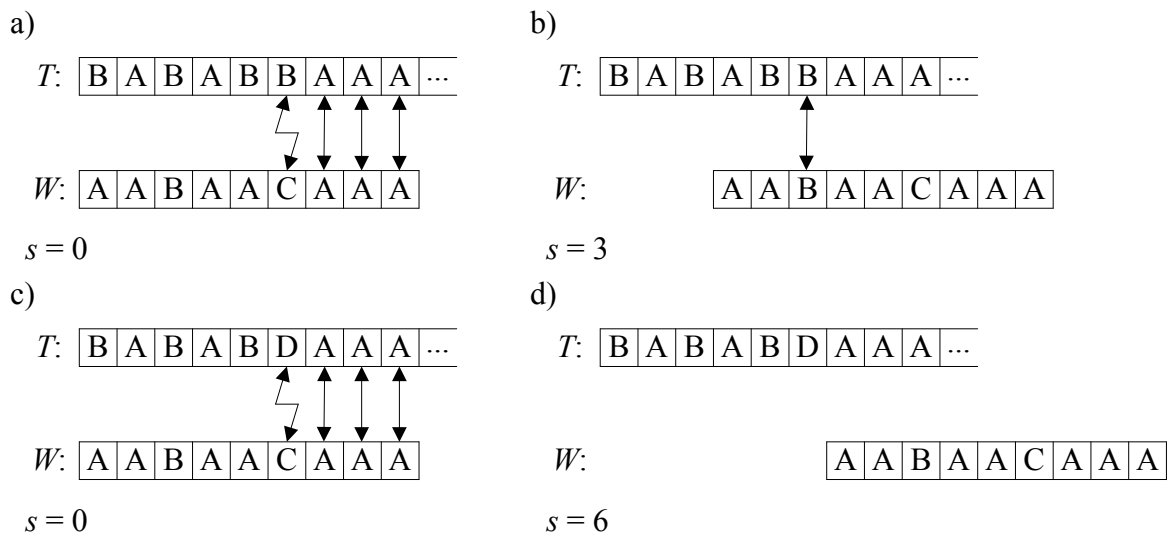 a)
T: B A B A B B A A A ...
W: A A B A A C A A A
s = 0
b)
T: B A B A B B A A A ...
W: A A B A A C A A A
s = 3
c)
T: B A B A B D A A A ...
W: A A B A A C A A A
s = 0
d)
T: B A B A B D A A A ...
W: A A B A A C A A A
s = 6